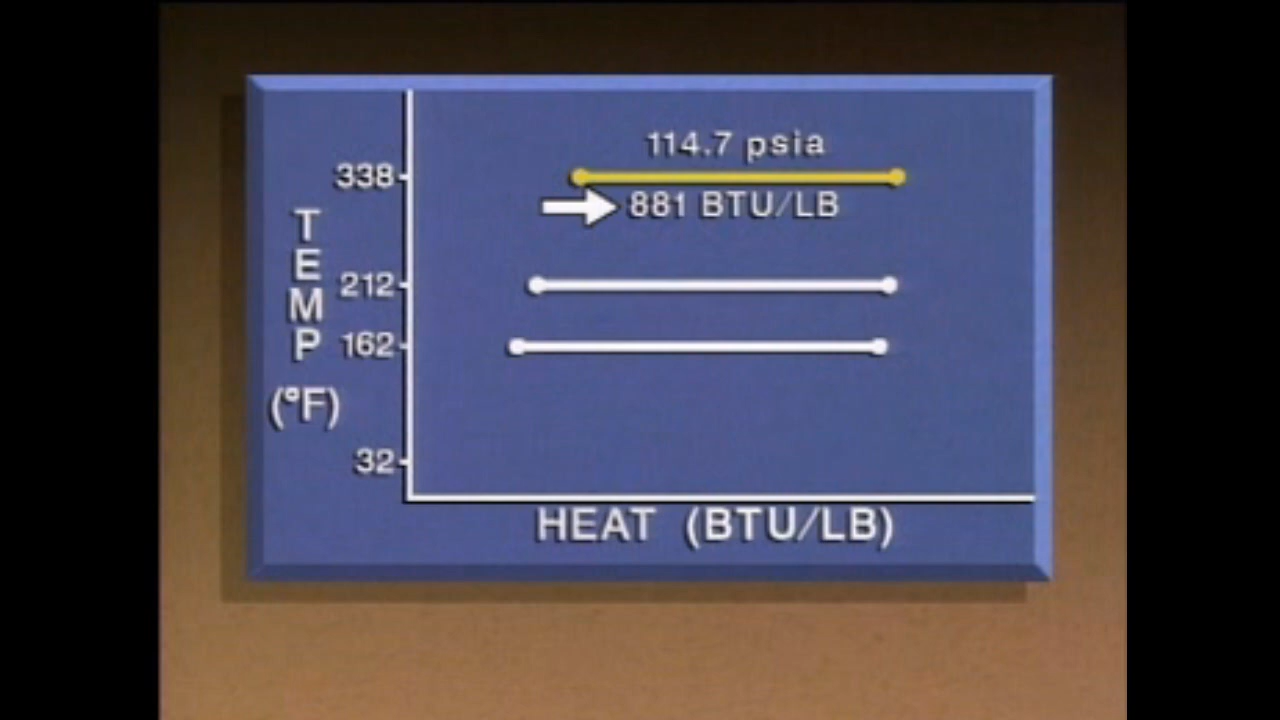 114.7 psia
338
881 BTU/LB
TEMP
(°F)
212
162
32
HEAT (BTU/LB)